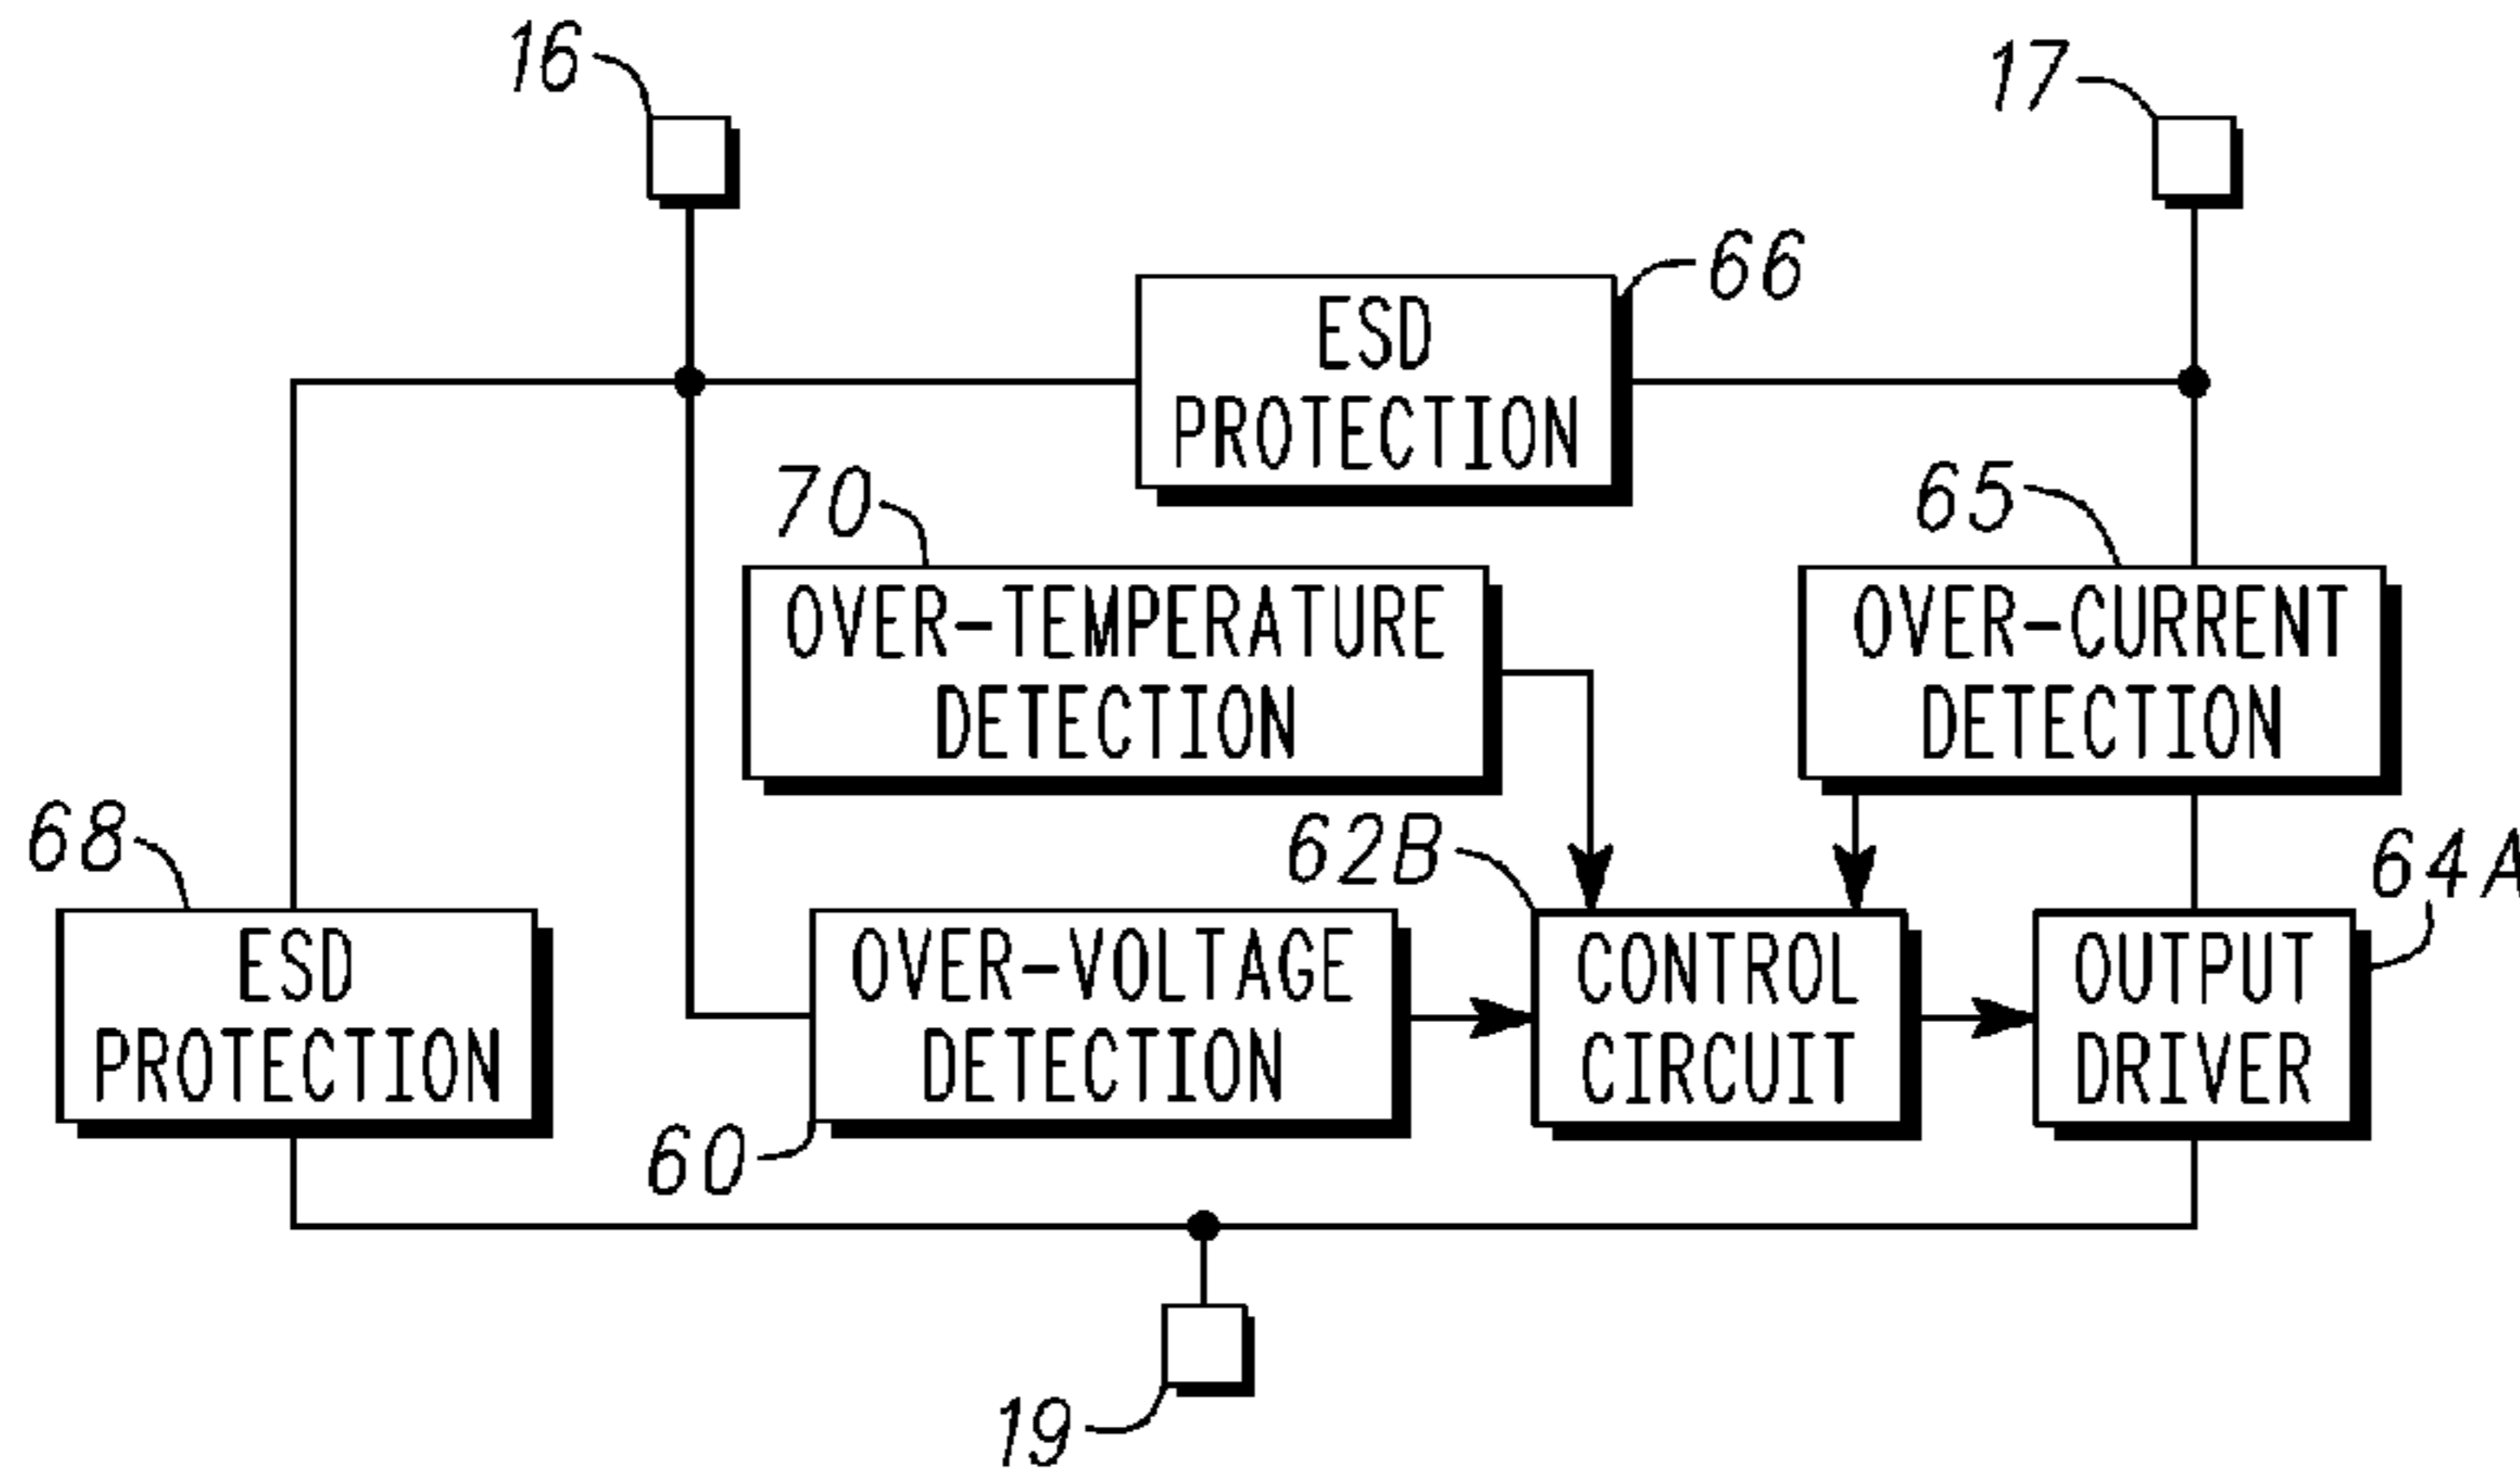 16
17
66
ESD
PROTECTION
70
65
OVER-TEMPERATURE
DETECTION
OVER-CURRENT
DETECTION
68
62B
64A
ESD
PROTECTION
OVER-VOLTAGE
DETECTION
CONTROL
CIRCUIT
OUTPUT
DRIVER
60
19